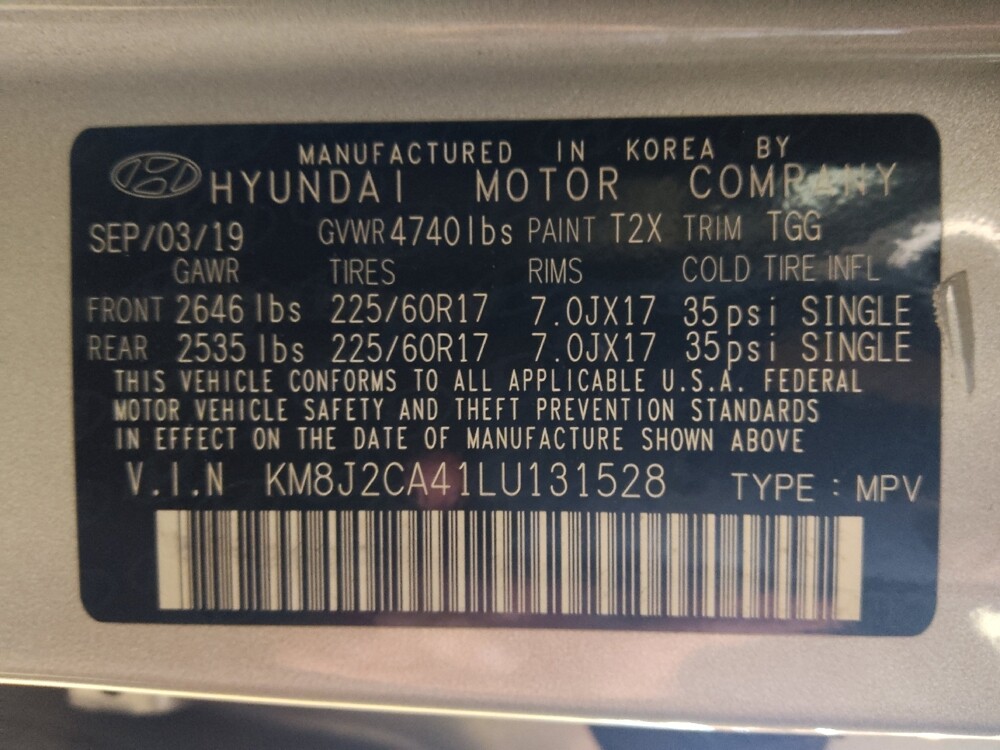 MANUFACTURED IN KOREA BY
HYUNDAI MOTOR COMPANY
SEP/03/19 GVWR 4740lbs PAINT T2X TRIM TGG
GAWR TIRES RIMS COLD TIRE INFL
FRONT 2646 lbs 225/60R17 7.0JX17 35psi SINGLE
REAR 2535 lbs 225/60R17 7.0JX17 35psi SINGLE
THIS VEHICLE CONFORMS TO ALL APPLICABLE U.S.A. FEDERAL
MOTOR VEHICLE SAFETY AND THEFT PREVENTION STANDARDS
IN EFFECT ON THE DATE OF MANUFACTURE SHOWN ABOVE
V.I.N KM8J2CA41LU131528 TYPE : MPV